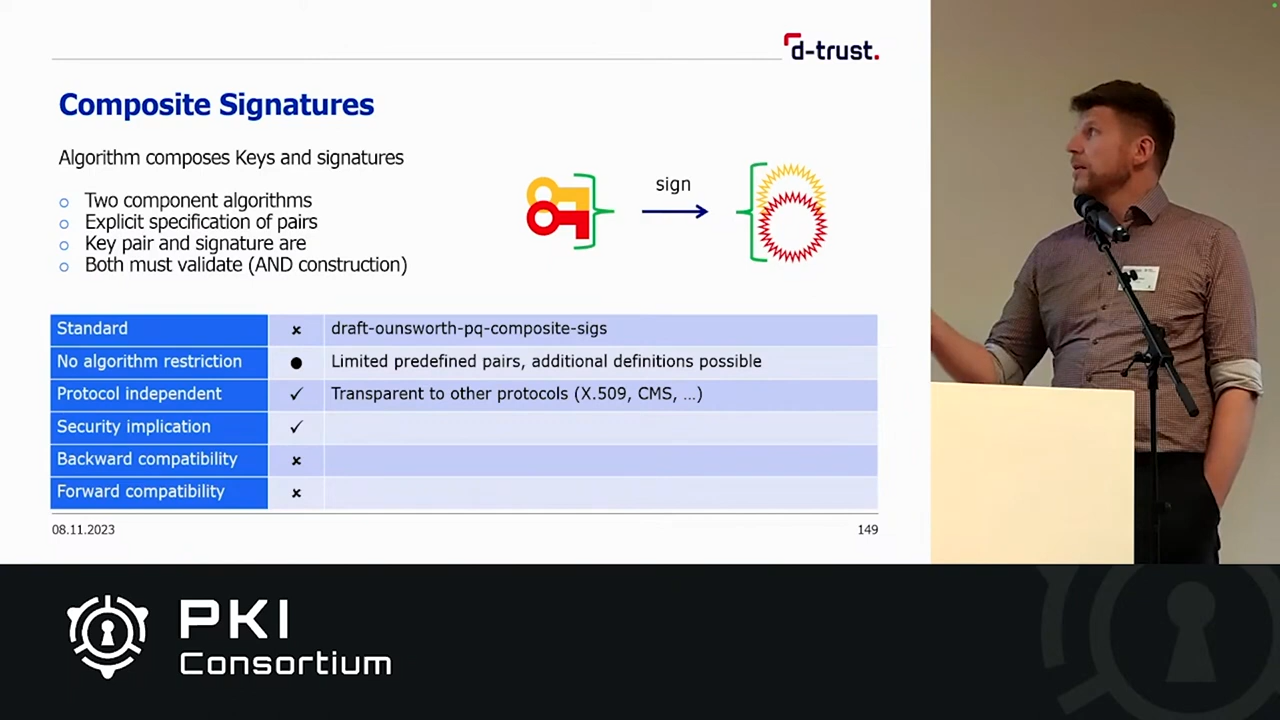 d-trust.
Composite Signatures
Algorithm composes Keys and signatures
Two component algorithms
Explicit specification of pairs
Key pair and signature are
Both must validate (AND construction)
sign
Standard × draft-ounsworth-pq-composite-sigs
No algorithm restriction ● Limited predefined pairs, additional definitions possible
Protocol independent ✓ Transparent to other protocols (X.509, CMS, …)
Security implication ✓
Backward compatibility ×
Forward compatibility ×
08.11.2023
149
PKI
Consortium